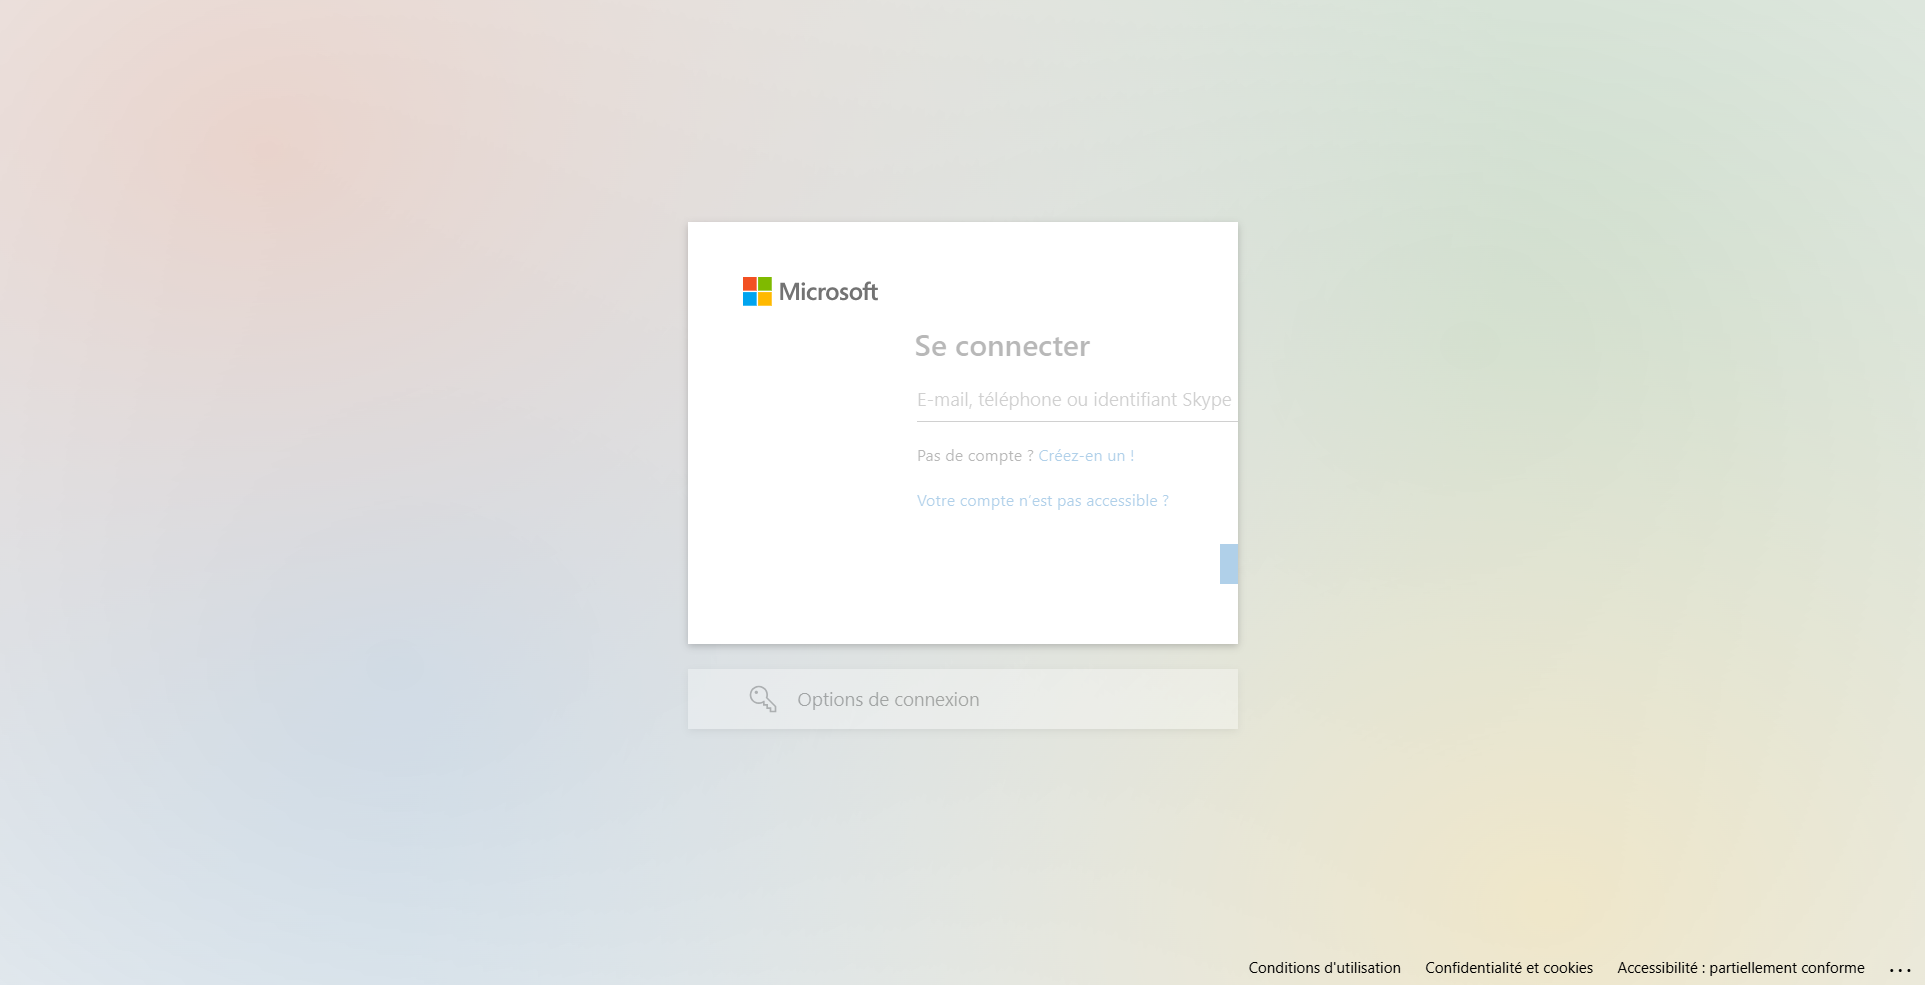 Microsoft
Se connecter
E-mail, téléphone ou identifiant Skype
Pas de compte ? Créez-en un !
Votre compte n'est pas accessible ?
Options de connexion
Conditions d'utilisation Confidentialité et cookies Accessibilité : partiellement conforme ...